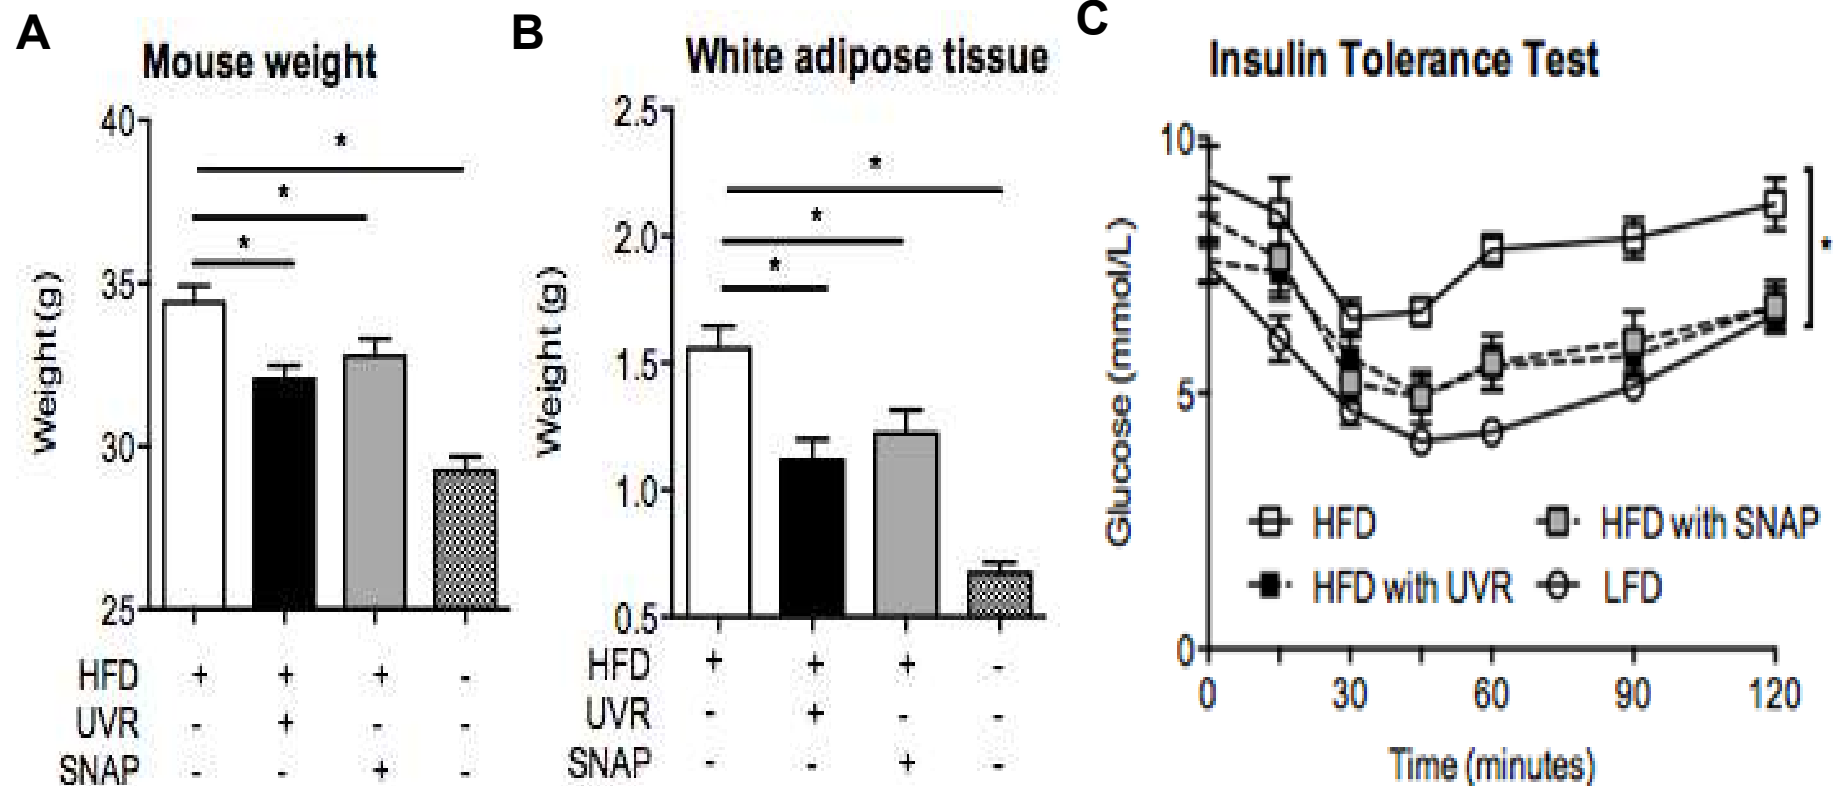 A
Mouse weight
40
35
30
25
Weight (g)
*
*
*
HFD + + + -
UVR - + - -
SNAP - - + -
B
White adipose tissue
2.5
2.0
1.5
1.0
0.5
Weight (g)
*
*
*
HFD + + + -
UVR - + - -
SNAP - - + -
C
Insulin Tolerance Test
10
5
0
Glucose (mmol/L)
*
HFD
HFD with SNAP
HFD with UVR
LFD
0 30 60 90 120
Time (minutes)